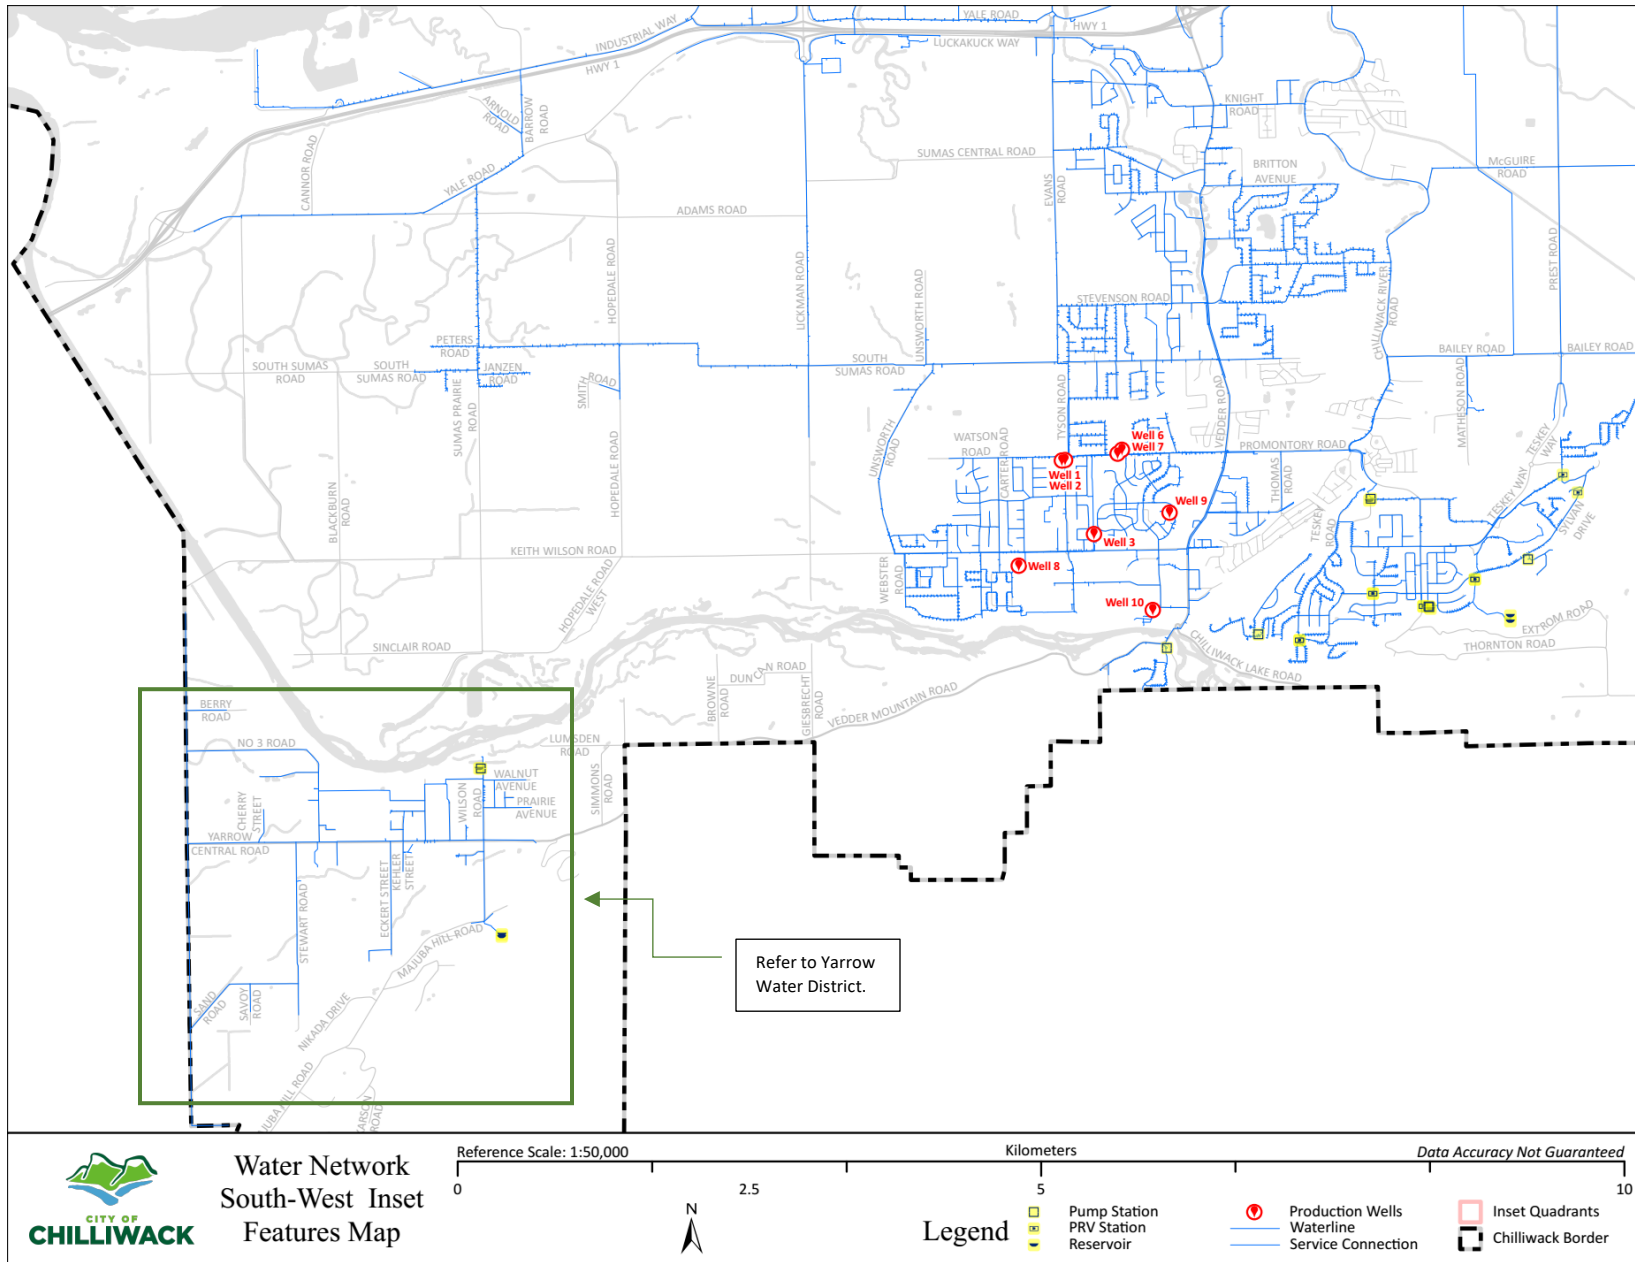 YALE ROAD
HWY 1
INDUSTRIAL WAY
LUCKAKUCK WAY
HWY 1
ARNOLD
ROAD
BARROW
ROAD
KNIGHT
ROAD
CANNOR ROAD
YALE ROAD
SUMAS CENTRAL ROAD
BRITTON
AVENUE
McGUIRE
ROAD
EVANS
ROAD
ADAMS ROAD
HOPEDALE ROAD
LICKMAN ROAD
UNSWORTH ROAD
STEVENSON ROAD
CHILLIWACK RIVER
ROAD
PREST ROAD
PETERS
ROAD
SOUTH SUMAS
ROAD
SOUTH
SUMAS ROAD
JANZEN
ROAD
SMITH
ROAD
SOUTH
SUMAS ROAD
BAILEY ROAD
BAILEY ROAD
SUMAS PRAIRIE
ROAD
UNSWORTH
ROAD
TYSON ROAD
VEDDER ROAD
MATHESON ROAD
TESKEY
WAY
WATSON
ROAD
CARTER ROAD
Well 6
Well 7
PROMONTORY ROAD
Well 1
Well 2
THOMAS
ROAD
TESKEY WAY
BLACKBURN
ROAD
HOPEDALE ROAD
Well 9
TESKEY
ROAD
SYLVAN
DRIVE
Well 3
KEITH WILSON ROAD
Well 8
WEBSTER
ROAD
HOPEDALE ROAD
WEST
Well 10
EXTROM ROAD
SINCLAIR ROAD
THORNTON ROAD
CHILLIWACK LAKE ROAD
DUNCAN ROAD
BROWNE
ROAD
GIESBRECHT
ROAD
VEDDER MOUNTAIN ROAD
BERRY
ROAD
NO 3 ROAD
LUMSDEN
ROAD
SIMMONS
ROAD
WALNUT
AVENUE
PRAIRIE
AVENUE
WILSON
ROAD
CHERRY
STREET
YARROW
CENTRAL ROAD
STEWART ROAD
ECKERT STREET
KEHLER
STREET
MAJUBA HILL ROAD
Refer to Yarrow
Water District.
SAND
ROAD
SAVOY
ROAD
NIKADA DRIVE
JUBA HILL ROAD
CARSON
ROAD
CITY OF
CHILLIWACK
Water Network
South-West Inset
Features Map
Reference Scale: 1:50,000
Kilometers
Data Accuracy Not Guaranteed
0
2.5
5
10
N
Legend
Pump Station
PRV Station
Reservoir
Production Wells
Waterline
Service Connection
Inset Quadrants
Chilliwack Border